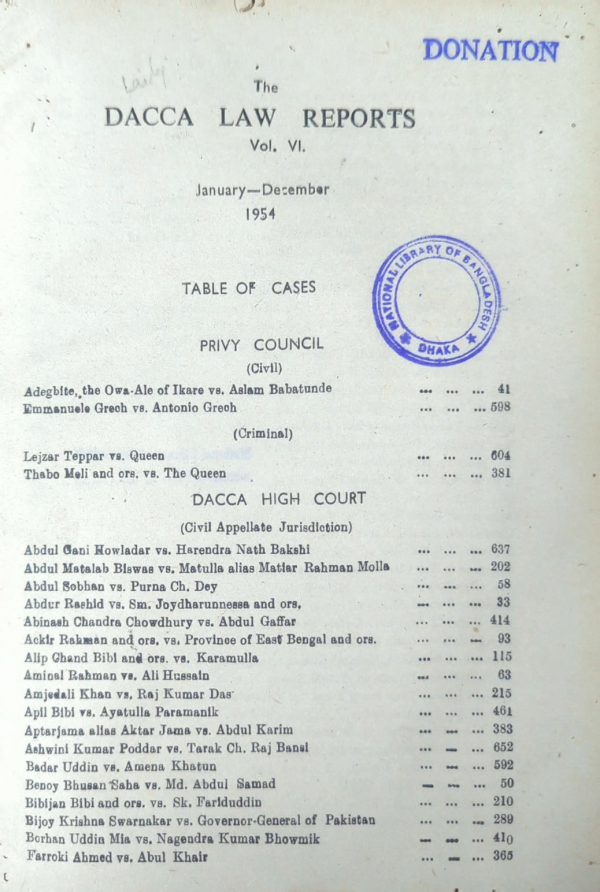 DONATION
The
DACCA LAW REPORTS
Vol. VI.
January—December
1954
NATIONAL LIBRARY OF BANGLADESH
DHAKA
TABLE OF CASES
PRIVY COUNCIL
(Civil)
Adegbite, the Owa-Ale of Ikare vs. Aslam Babatunde ... ... ... 41
Emmanuele Grech vs. Antonio Grech ... ... ... 598
(Criminal)
Lejzar Teppar vs. Queen ... ... ... 604
Thabo Meli and ors. vs. The Queen ... ... ... 381
DACCA HIGH COURT
(Civil Appellate Jurisdiction)
Abdul Gani Howladar vs. Harendra Nath Bakshi ... ... ... 637
Abdul Matalab Biswas vs. Matulla alias Matiar Rahman Molla ... ... ... 202
Abdul Sobhan vs. Purna Ch. Dey ... ... ... 58
Abdur Rashid vs. Sm. Joydharunnessa and ors, ... ... ... 33
Abinash Chandra Chowdhury vs. Abdul Gaffar ... ... ... 414
Ackir Rahman and ors. vs. Province of East Bengal and ors. ... ... ... 93
Alip Chand Bibi and ors. vs. Karamulla ... ... ... 115
Aminal Rahman vs. Ali Hussain ... ... ... 63
Amjedali Khan vs. Raj Kumar Das ... ... ... 215
Apil Bibi vs. Ayatulla Paramanik ... ... ... 461
Aptarjama alias Aktar Jama vs. Abdul Karim ... ... ... 383
Ashwini Kumar Poddar vs. Tarak Ch. Raj Bansi ... ... ... 652
Badar Uddin vs. Amena Khatun ... ... ... 592
Benoy Bhusan Saha vs. Md. Abdul Samad ... ... ... 50
Bibijan Bibi and ors. vs. Sk. Fariduddin ... ... ... 210
Bijoy Krishna Swarnakar vs. Governor-General of Pakistan ... ... ... 289
Borhan Uddin Mia vs. Nagendra Kumar Bhowmik ... ... ... 410
Farroki Ahmed vs. Abul Khair ... ... ... 365